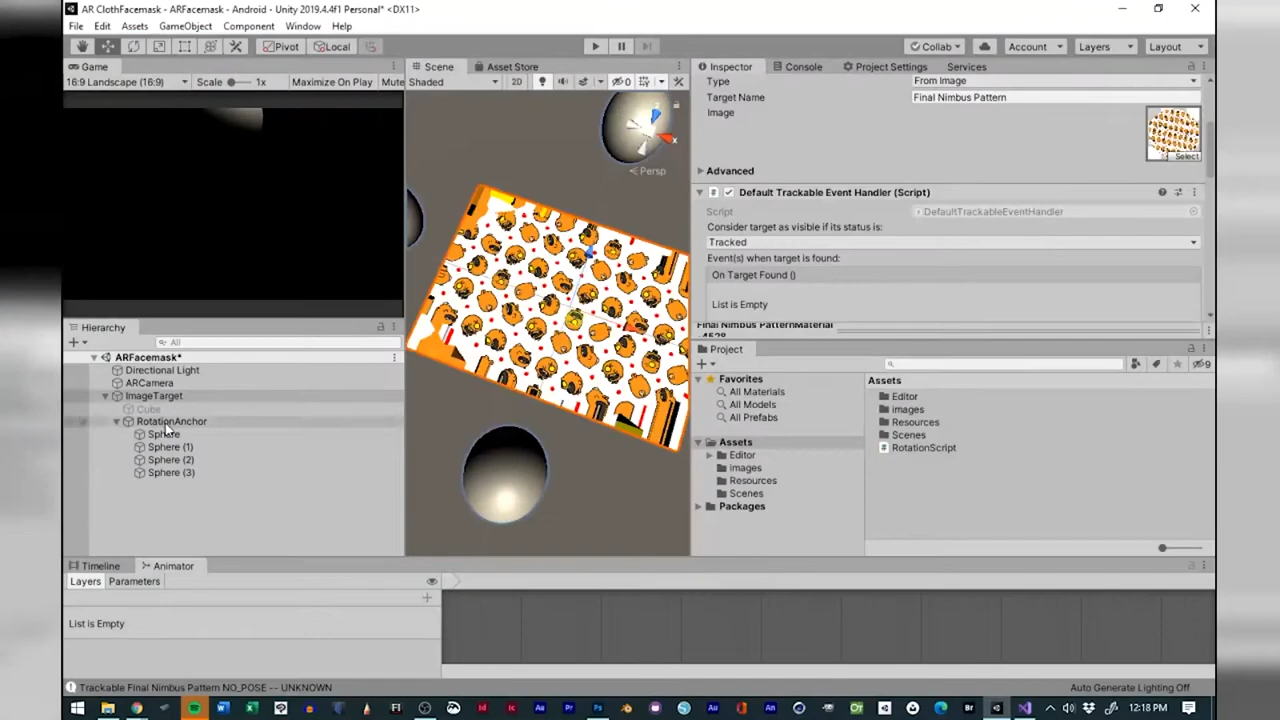 AR ClothFacemask - ARFacemask - Android - Unity 2019.4.4f1 Personal* <DX11>
File Edit Assets GameObject Component Window Help
Pivot Local Collab Account Layers Layout
Game
16:9 Landscape (16:9) Scale 1x Maximize On Play Mute
Scene Asset Store
Shaded 2D 0
x
Persp
Inspector Console Project Settings Services
Type From Image
Target Name Final Nimbus Pattern
Image
Select
Advanced
Default Trackable Event Handler (Script)
Script DefaultTrackableEventHandler
Consider target as visible if its status is:
Tracked
Event(s) when target is found:
On Target Found ()
List is Empty
Final Nimbus PatternMaterial
Hierarchy
All
ARFacemask*
Directional Light
ARCamera
ImageTarget
Cube
RotationAnchor
Sphere
Sphere (1)
Sphere (2)
Sphere (3)
Project
9
Favorites
All Materials
All Models
All Prefabs
Assets
Editor
images
Resources
Scenes
Packages
Assets
Editor
images
Resources
Scenes
RotationScript
Timeline Animator
Layers Parameters
List is Empty
Trackable Final Nimbus Pattern NO_POSE -- UNKNOWN
Auto Generate Lighting Off
12:18 PM